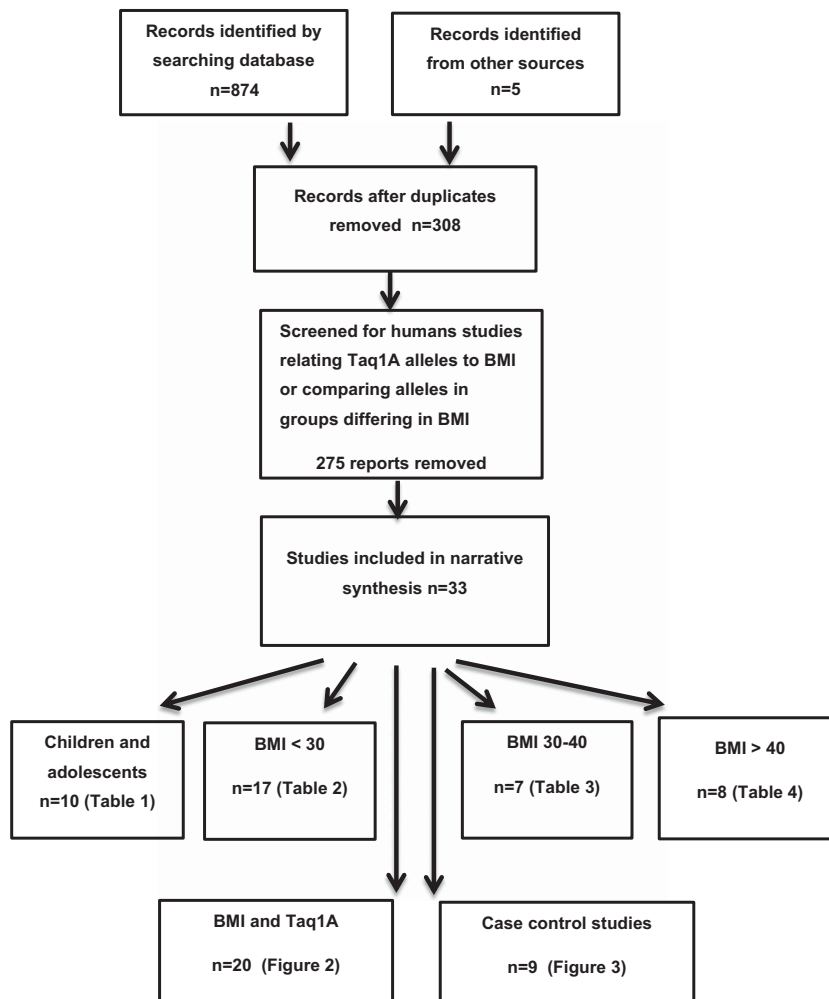 Records identified by
searching database
n=874
Records identified
from other sources
n=5
Records after duplicates
removed n=308
Screened for humans studies
relating Taq1A alleles to BMI
or comparing alleles in
groups differing in BMI
275 reports removed
Studies included in narrative
synthesis n=33
Children and
adolescents
n=10 (Table 1)
BMI < 30
n=17 (Table 2)
BMI 30-40
n=7 (Table 3)
BMI > 40
n=8 (Table 4)
BMI and Taq1A
n=20 (Figure 2)
Case control studies
n=9 (Figure 3)